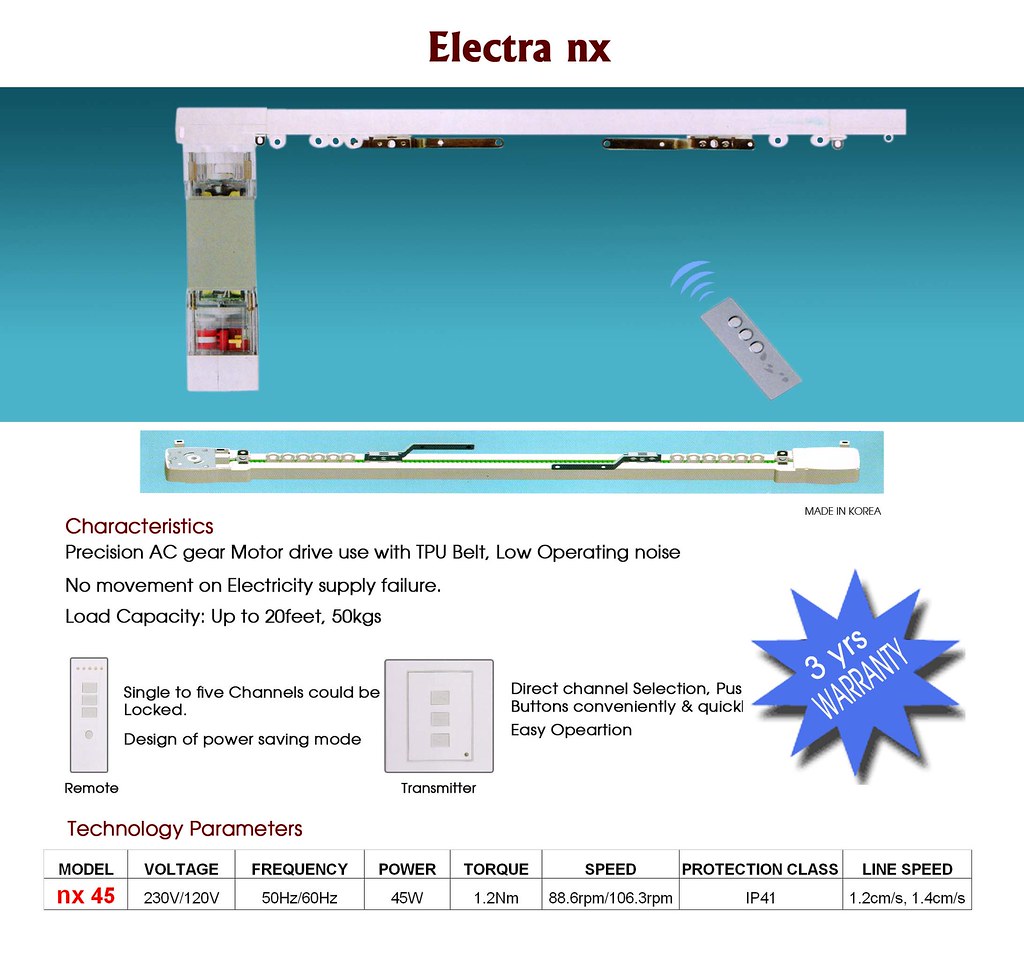 Electra nx
MADE IN KOREA
Characteristics
Precision AC gear Motor drive use with TPU Belt, Low Operating noise
No movement on Electricity supply failure.
Load Capacity: Up to 20feet, 50kgs
Single to five Channels could be
Locked.
Design of power saving mode
Remote
Direct channel Selection, Pus
Buttons conveniently & quickl
Easy Opeartion
Transmitter
3 yrs
WARRANTY
Technology Parameters
MODEL VOLTAGE FREQUENCY POWER TORQUE SPEED PROTECTION CLASS LINE SPEED
nx 45 230V/120V 50Hz/60Hz 45W 1.2Nm 88.6rpm/106.3rpm IP41 1.2cm/s, 1.4cm/s